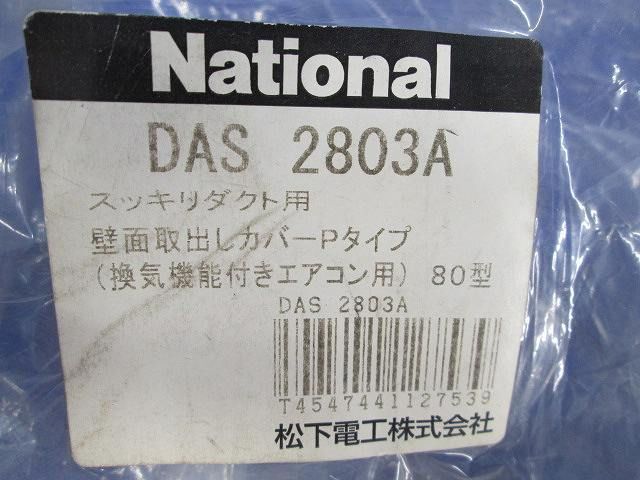 National
DAS 2803A
スッキリダクト用
壁面取出しカバーPタイプ
(換気機能付きエアコン用) 80型
DAS 2803A
T4547441127539
松下電工株式会社